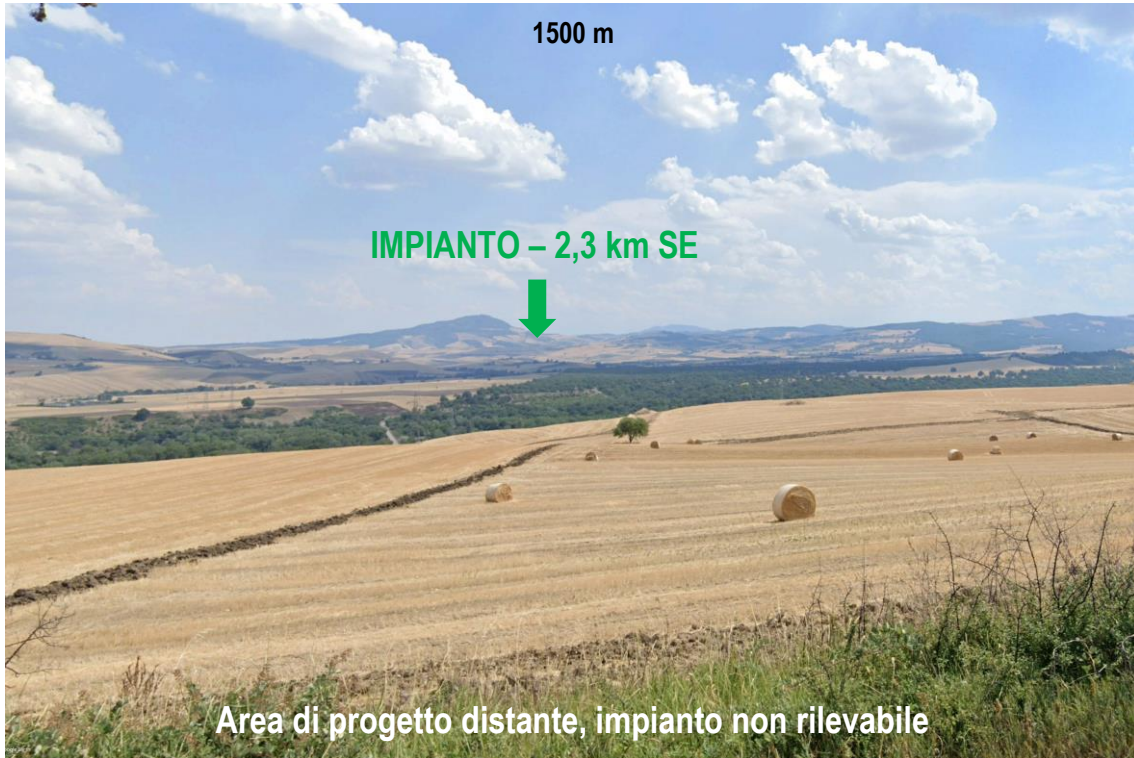 1500 m
IMPIANTO – 2,3 km SE
Area di progetto distante, impianto non rilevabile